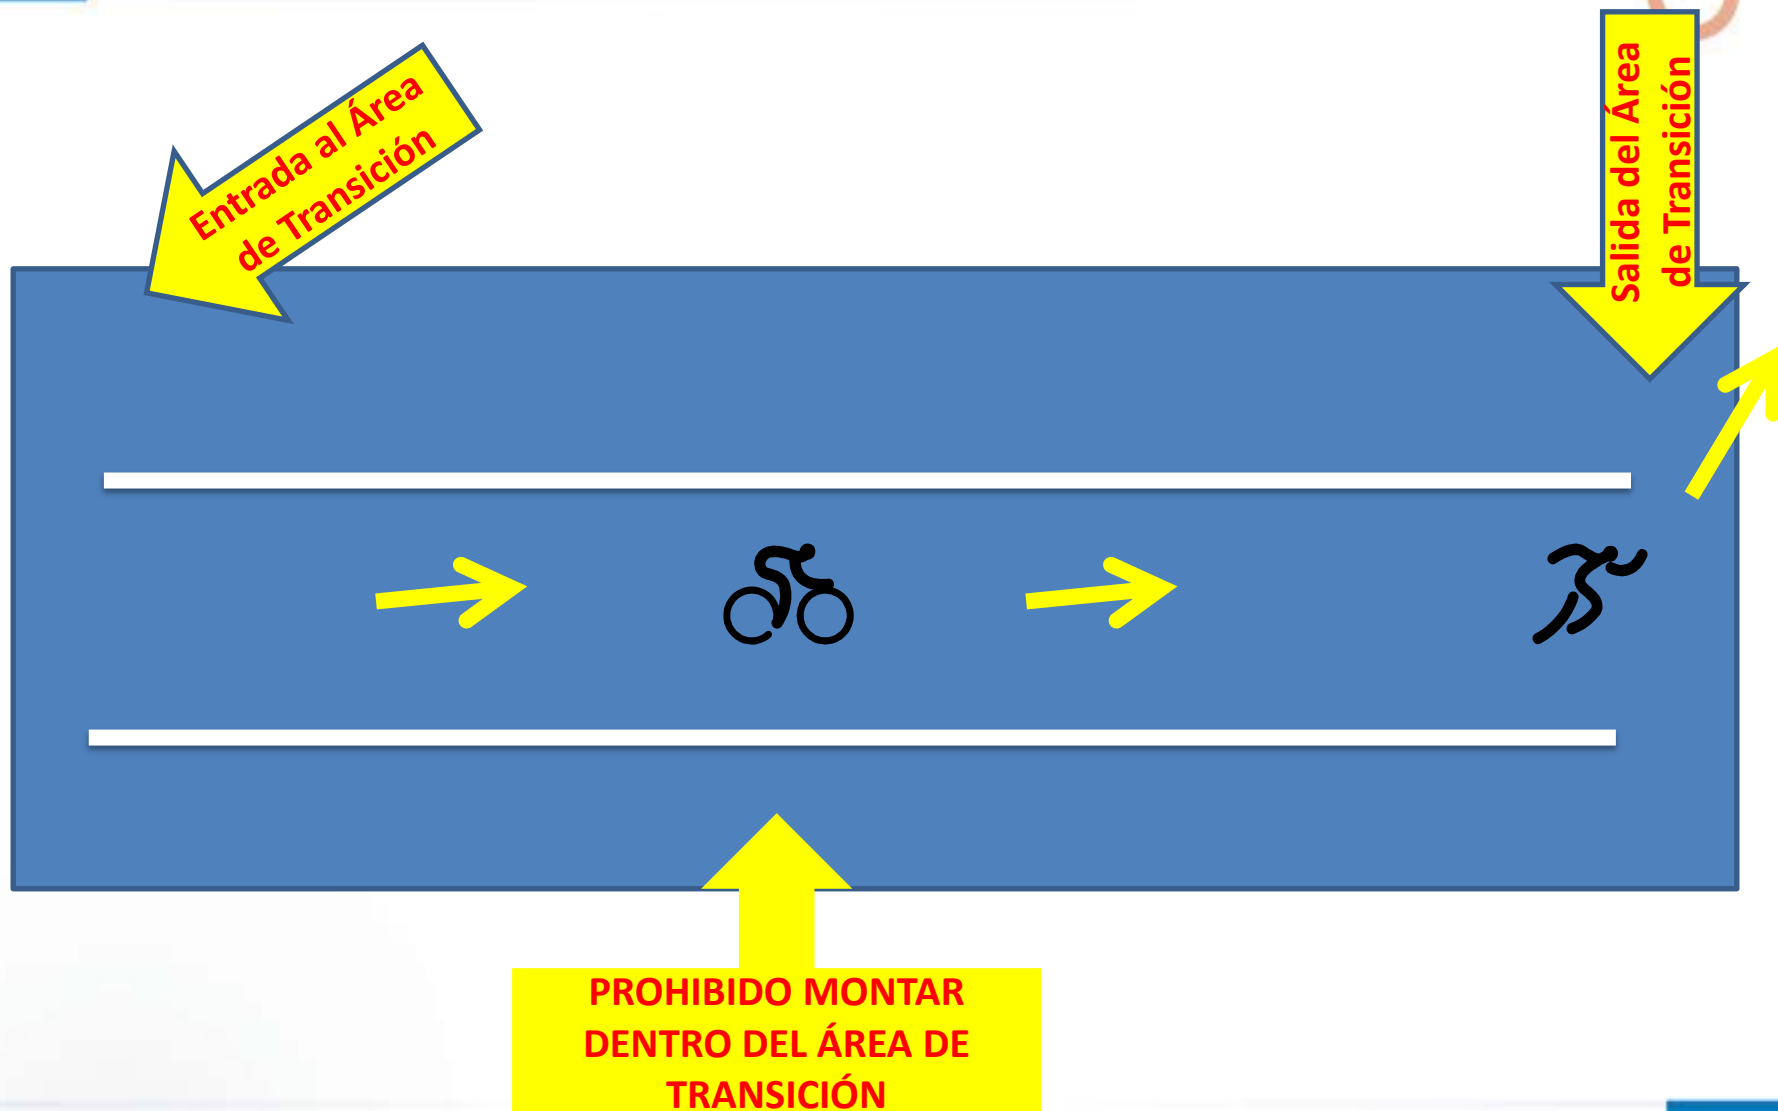 Entrada al Área
de Transición
Salida del Área
de Transición
PROHIBIDO MONTAR
DENTRO DEL ÁREA DE
TRANSICIÓN